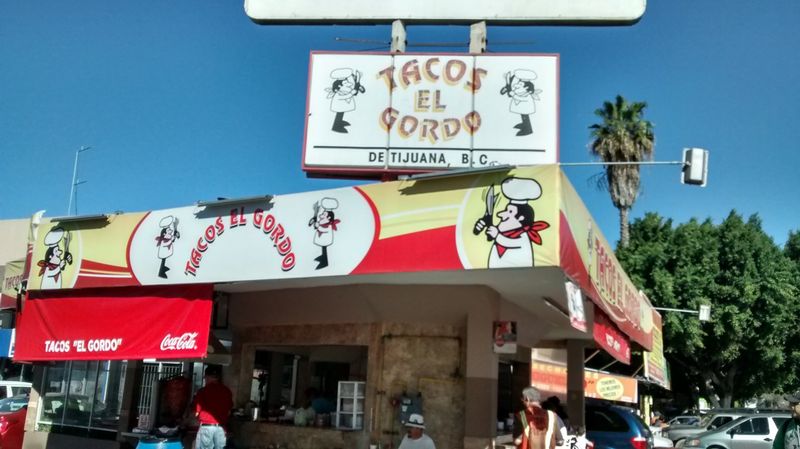 TACOS
EL
GORDO
DE TIJUANA, B.C.
TACOS EL GORDO
TACOS "EL GORDO"
Coca-Cola